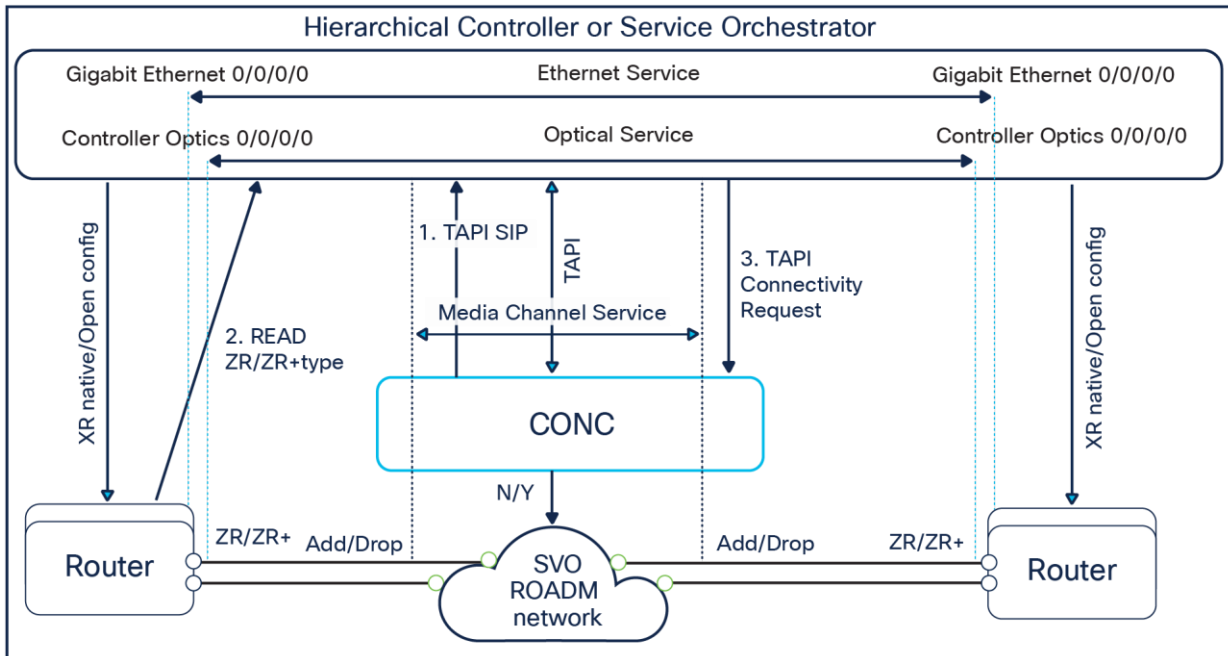 Hierarchical Controller or Service Orchestrator
Gigabit Ethernet 0/0/0/0
Ethernet Service
Gigabit Ethernet 0/0/0/0
Controller Optics 0/0/0/0
Optical Service
Controller Optics 0/0/0/0
XR native/Open config
2. READ
ZR/ZR+type
1. TAPI SIP
TAPI
Media Channel Service
3. TAPI
Connectivity
Request
XR native/Open config
CONC
N/Y
Router
ZR/ZR+
Add/Drop
SVO
ROADM
network
Add/Drop
ZR/ZR+
Router